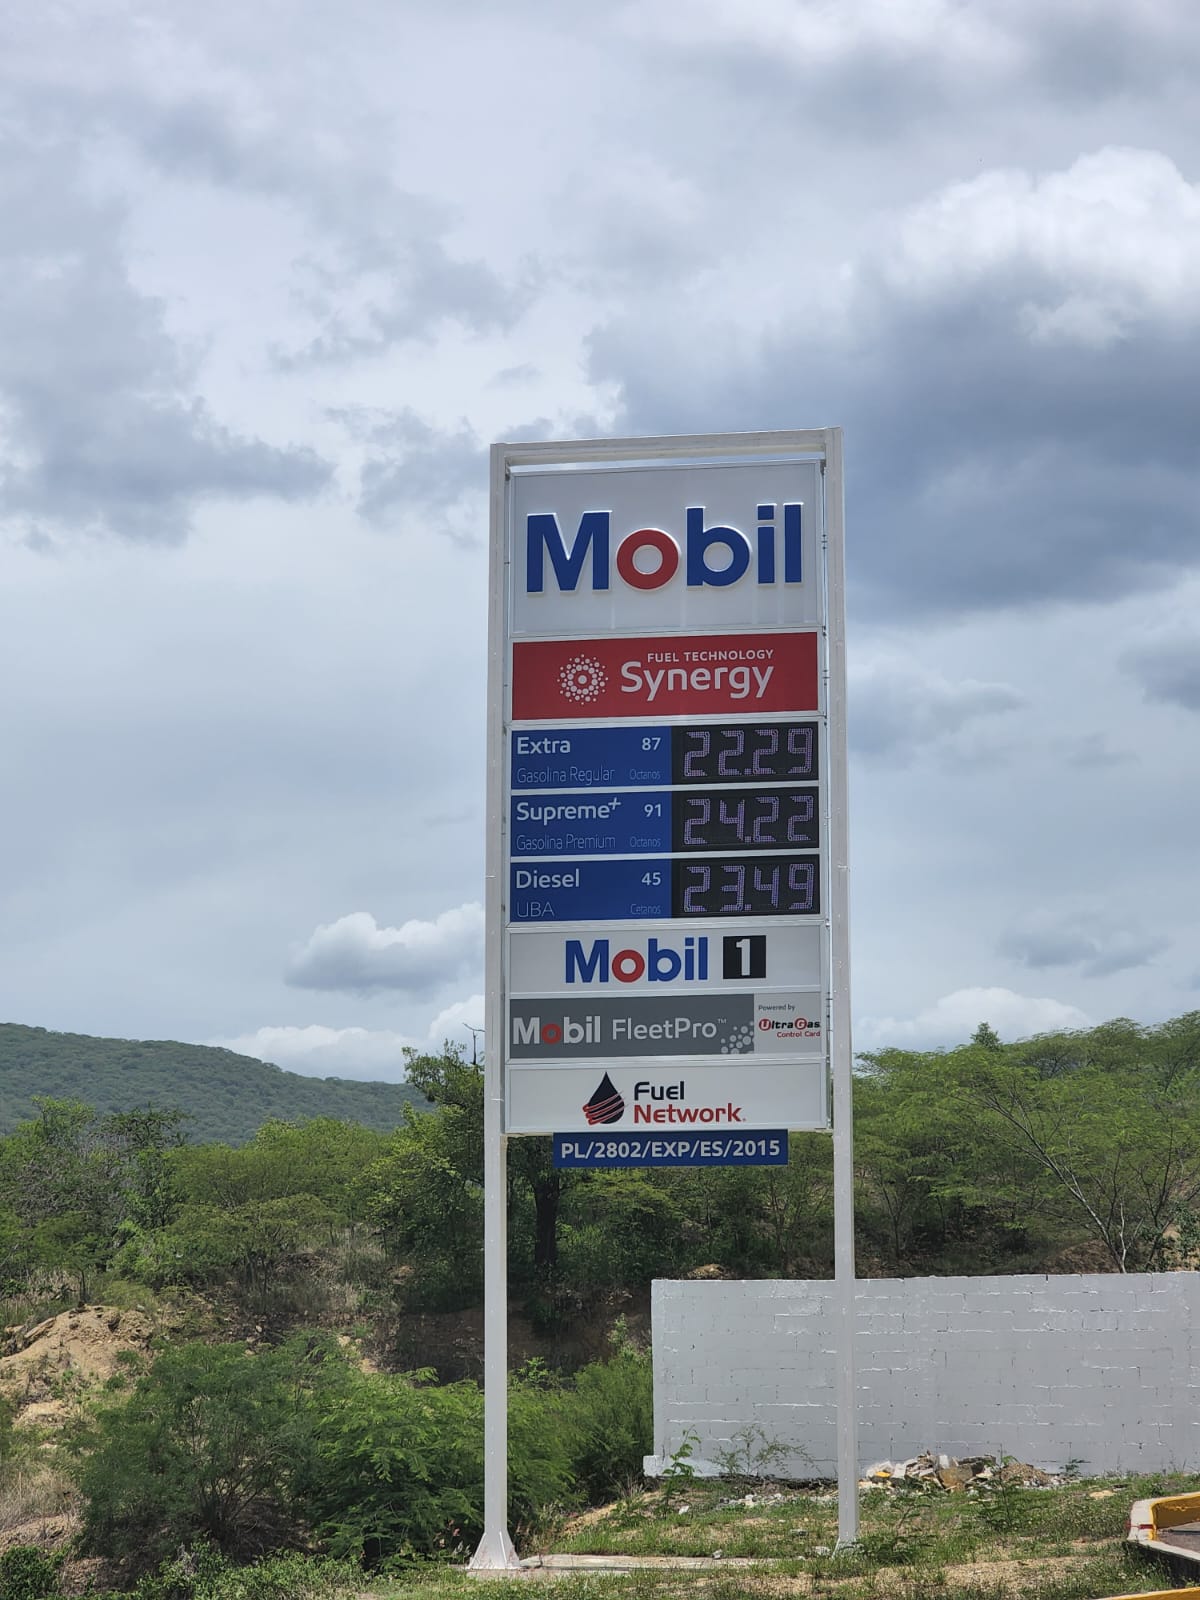 Mobil
FUEL TECHNOLOGY
Synergy
Extra 87 22.29
Gasolina Regular Octanos
Supreme+ 91 24.22
Gasolina Premium Octanos
Diesel 45 23.49
UBA Cetanos
Mobil 1
Mobil FleetPro™
Powered by
UltraGas
Control Card
Fuel
Network
PL/2802/EXP/ES/2015